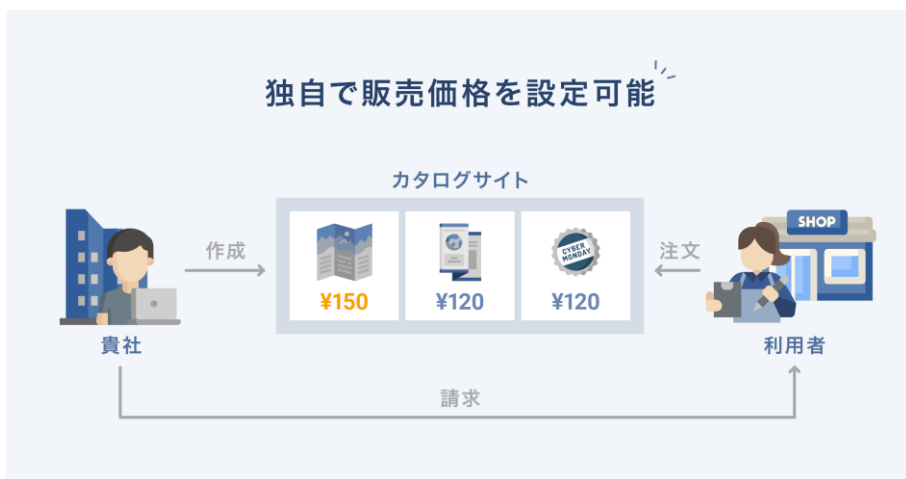 独自で販売価格を設定可能
カタログサイト
SHOP
作成
CYBER
MONDAY
注文
¥150
¥120
¥120
貴社
利用者
請求